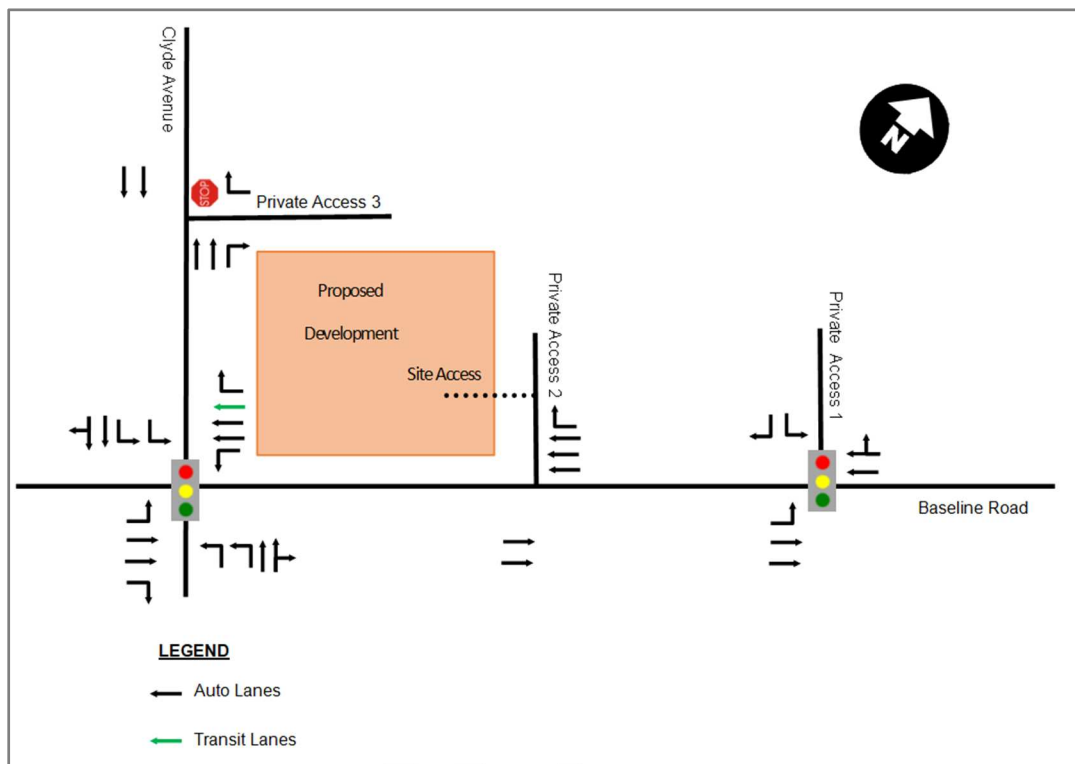 Clyde Avenue
N
STOP
Private Access 3
Proposed
Development
Site Access
Private Access 2
Private Access 1
Baseline Road
LEGEND
Auto Lanes
Transit Lanes